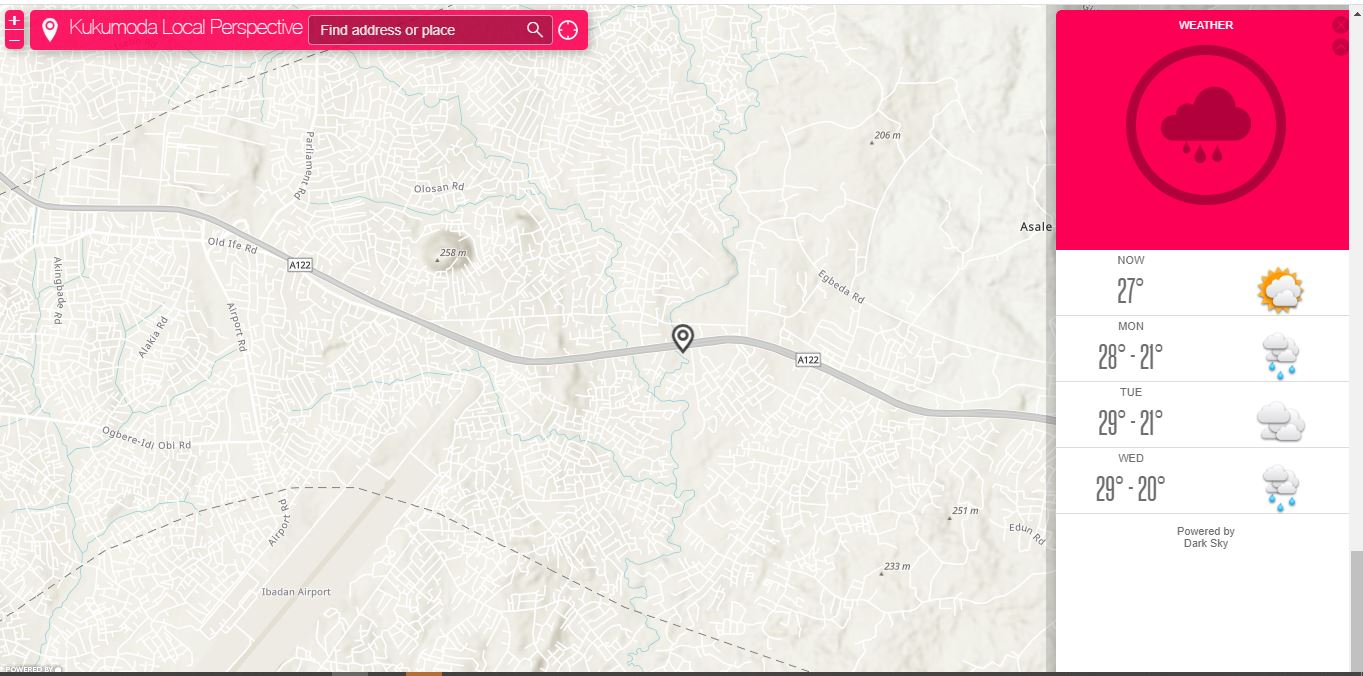 +
−
Kukumoda Local Perspective
Find address or place
WEATHER
206 m
Parliament Rd
Olosan Rd
Asale
Old Ife Rd
258 m
A122
Akingbade Rd
Egbeda Rd
Airport Rd
Alakia Rd
A122
Ogbere-Idi Obi Rd
251 m
Airport Rd
Edun Rd
233 m
Ibadan Airport
POWERED BY
NOW
27°
MON
28° - 21°
TUE
29° - 21°
WED
29° - 20°
Powered by
Dark Sky